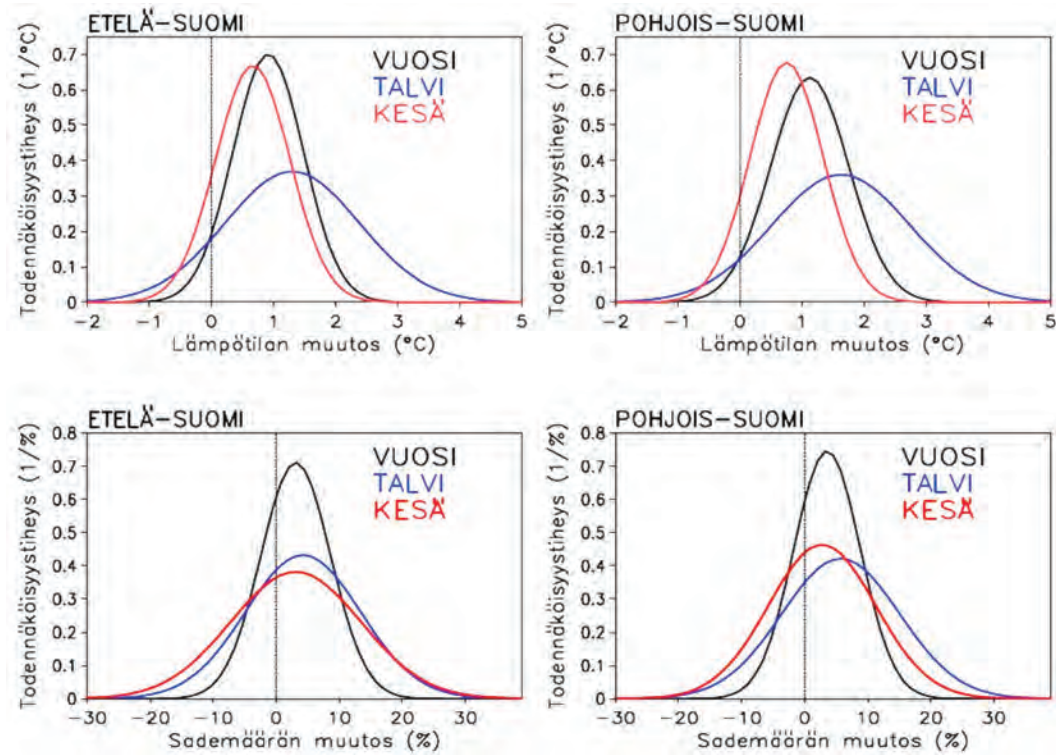 ETELÄ-SUOMI
Todennäköisyystiheys (1/°C)
0.7
0.6
0.5
0.4
0.3
0.2
0.1
0
VUOSI
TALVI
KESÄ
-2 -1 0 1 2 3 4 5
Lämpötilan muutos (°C)
POHJOIS-SUOMI
Todennäköisyystiheys (1/°C)
0.7
0.6
0.5
0.4
0.3
0.2
0.1
0
VUOSI
TALVI
KESÄ
-2 -1 0 1 2 3 4 5
Lämpötilan muutos (°C)
ETELÄ-SUOMI
Todennäköisyystiheys (1/%)
0.8
0.7
0.6
0.5
0.4
0.3
0.2
0.1
0
VUOSI
TALVI
KESÄ
-30 -20 -10 0 10 20 30
Sademäärän muutos (%)
POHJOIS-SUOMI
Todennäköisyystiheys (1/%)
0.8
0.7
0.6
0.5
0.4
0.3
0.2
0.1
0
VUOSI
TALVI
KESÄ
-30 -20 -10 0 10 20 30
Sademäärän muutos (%)